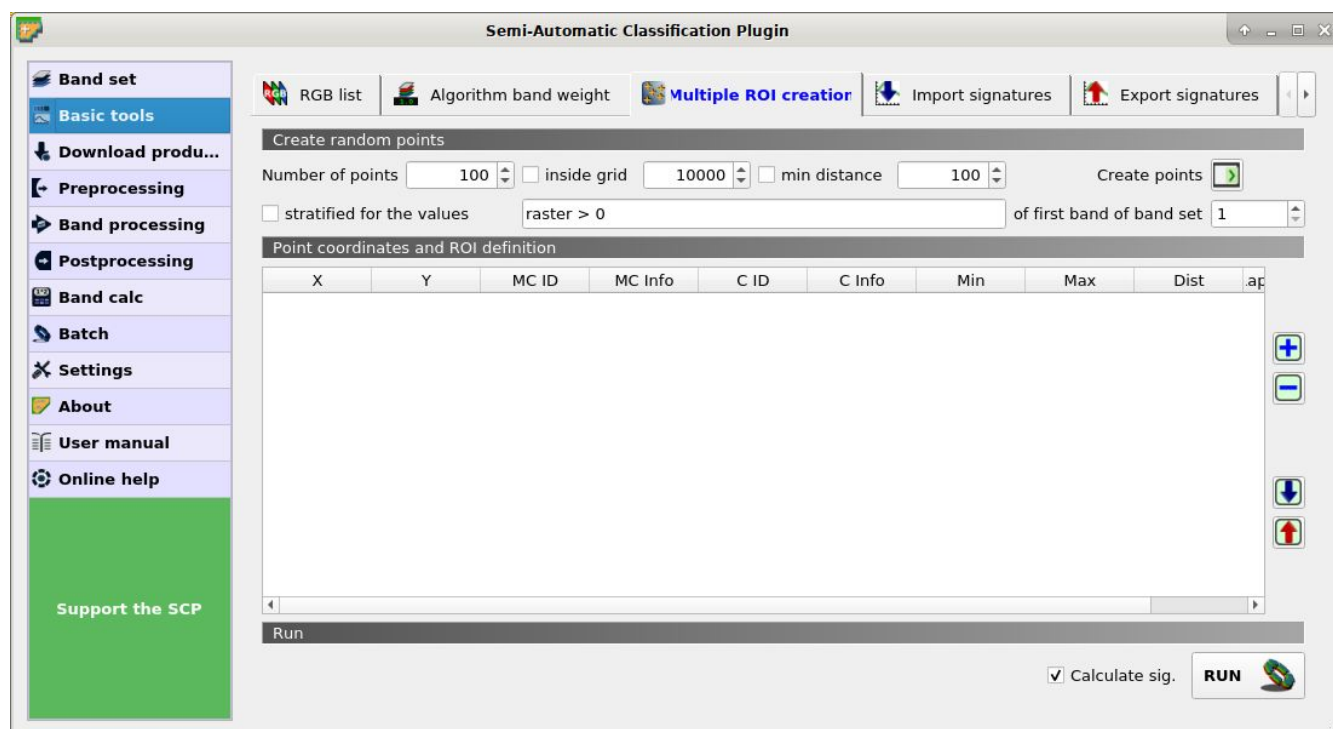 Semi-Automatic Classification Plugin
Band set
Basic tools
Download produ...
Preprocessing
Band processing
Postprocessing
Band calc
Batch
Settings
About
User manual
Online help
Support the SCP
RGB list Algorithm band weight Multiple ROI creation Import signatures Export signatures
Create random points
Number of points 100 inside grid 10000 min distance 100 Create points
stratified for the values raster > 0 of first band of band set 1
Point coordinates and ROI definition
X Y MC ID MC Info C ID C Info Min Max Dist
Run
Calculate sig. RUN